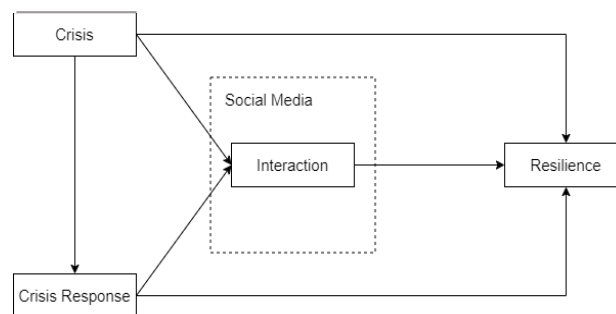 Crisis
Social Media
Interaction
Resilience
Crisis Response